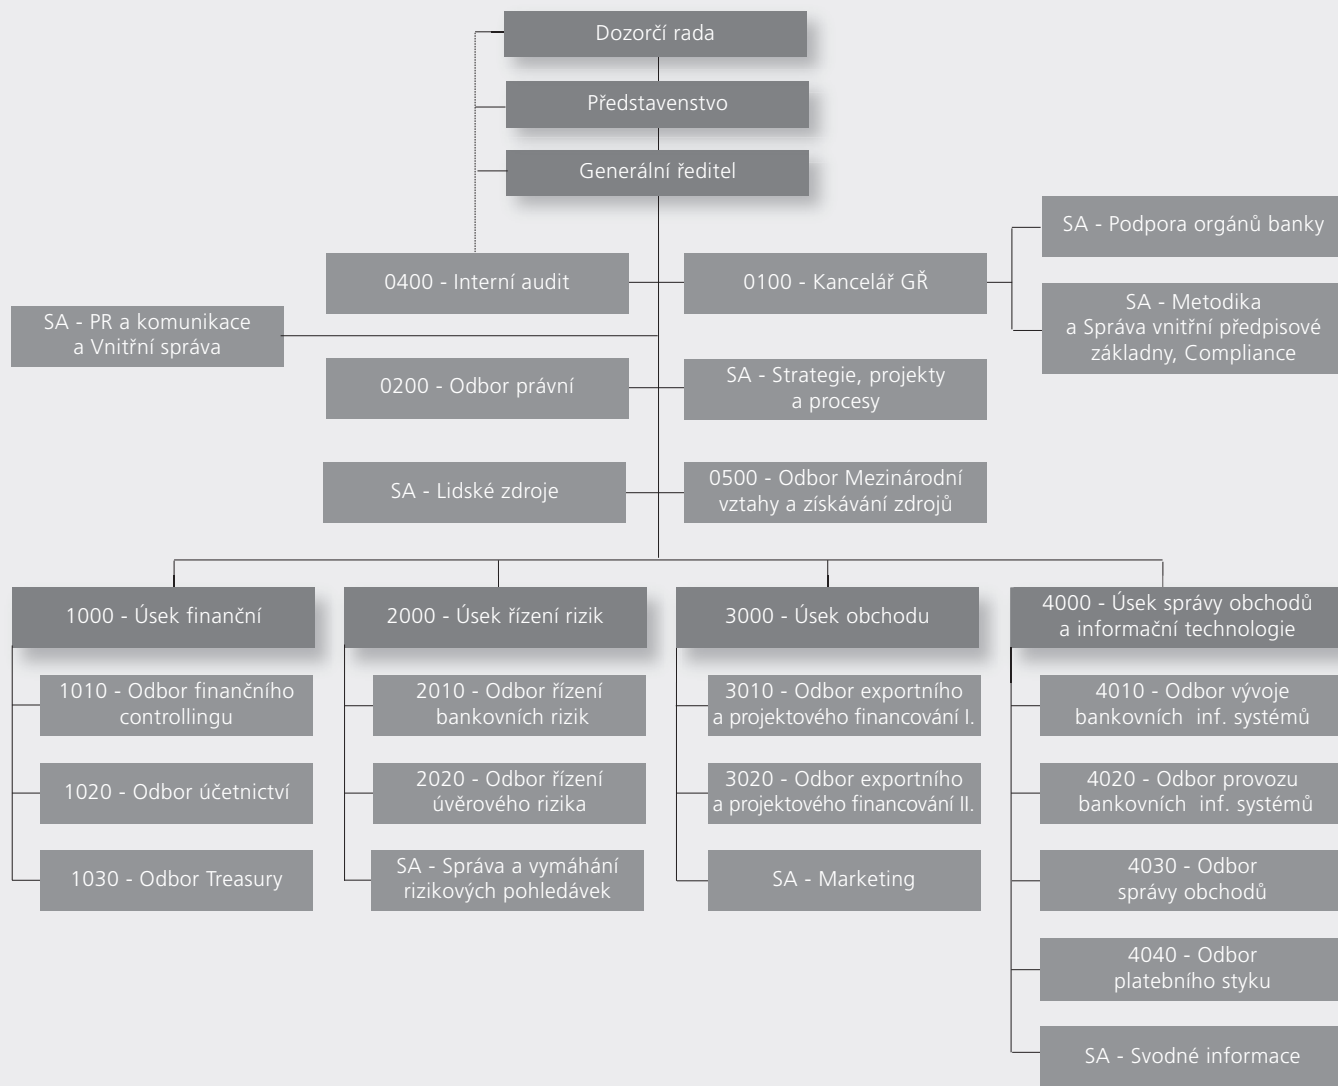 Dozorčí rada
Představenstvo
Generální ředitel
SA - Podpora orgánů banky
0400 - Interní audit
0100 - Kancelář GŘ
SA - Metodika
a Správa vnitřní předpisové
základny, Compliance
SA - PR a komunikace
a Vnitřní správa
0200 - Odbor právní
SA - Strategie, projekty
a procesy
SA - Lidské zdroje
0500 - Odbor Mezinárodní
vztahy a získávání zdrojů
1000 - Úsek finanční
2000 - Úsek řízení rizik
3000 - Úsek obchodu
4000 - Úsek správy obchodů
a informační technologie
1010 - Odbor finančního
controllingu
2010 - Odbor řízení
bankovních rizik
3010 - Odbor exportního
a projektového financování I.
4010 - Odbor vývoje
bankovních inf. systémů
1020 - Odbor účetnictví
2020 - Odbor řízení
úvěrového rizika
3020 - Odbor exportního
a projektového financování II.
4020 - Odbor provozu
bankovních inf. systémů
1030 - Odbor Treasury
SA - Správa a vymáhání
rizikových pohledávek
SA - Marketing
4030 - Odbor
správy obchodů
4040 - Odbor
platebního styku
SA - Svodné informace